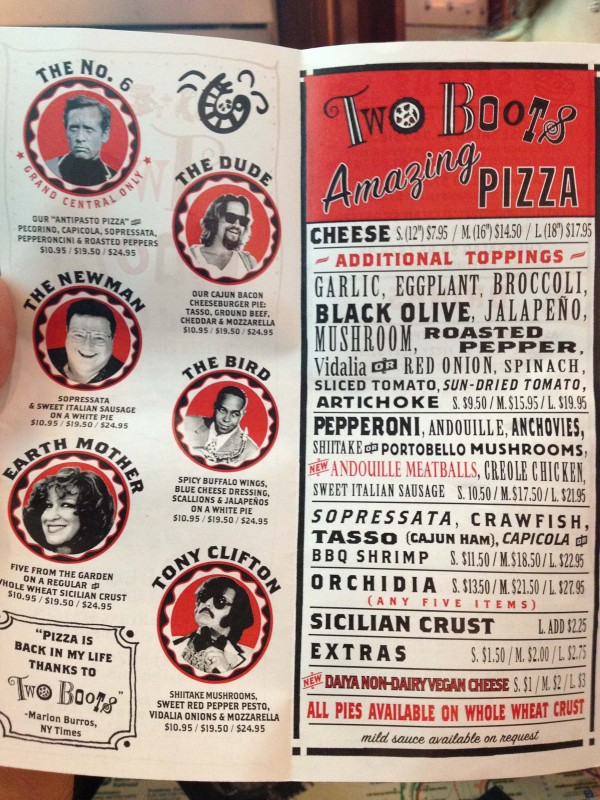 THE NO. 6
★ GRAND CENTRAL ONLY ★
OUR "ANTIPASTO PIZZA"
PECORINO, CAPICOLA, SOPRESSATA,
PEPPERONCINI & ROASTED PEPPERS
$10.95 / $19.50 / $24.95
THE DUDE
OUR CAJUN BACON
CHEESEBURGER PIE:
TASSO, GROUND BEEF,
CHEDDAR & MOZZARELLA
$10.95 / $19.50 / $24.95
THE NEWMAN
SOPRESSATA
& SWEET ITALIAN SAUSAGE
ON A WHITE PIE
$10.95 / $19.50 / $24.95
THE BIRD
SPICY BUFFALO WINGS,
BLUE CHEESE DRESSING,
SCALLIONS & JALAPEÑOS
ON A WHITE PIE
$10.95 / $19.50 / $24.95
EARTH MOTHER
FIVE FROM THE GARDEN
ON A REGULAR OR
WHOLE WHEAT SICILIAN CRUST
$10.95 / $19.50 / $24.95
TONY CLIFTON
SHIITAKE MUSHROOMS,
SWEET RED PEPPER PESTO,
VIDALIA ONIONS & MOZZARELLA
$10.95 / $19.50 / $24.95
"PIZZA IS
BACK IN MY LIFE
THANKS TO
TWO BOOTS"
-Marion Burros,
NY Times
TWO BOOTS
Amazing
PIZZA
CHEESE S. (12") $7.95 / M. (16") $14.50 / L. (18") $17.95
~ ADDITIONAL TOPPINGS ~
GARLIC, EGGPLANT, BROCCOLI,
BLACK OLIVE, JALAPEÑO,
MUSHROOM, ROASTED PEPPER,
Vidalia OR RED ONION, SPINACH,
SLICED TOMATO, SUN-DRIED TOMATO,
ARTICHOKE S. $9.50 / M. $15.95 / L. $19.95
PEPPERONI, ANDOUILLE, ANCHOVIES,
SHIITAKE OR PORTOBELLO MUSHROOMS,
NEW ANDOUILLE MEATBALLS, CREOLE CHICKEN,
SWEET ITALIAN SAUSAGE S. 10.50 / M. $17.50 / L. $21.95
SOPRESSATA, CRAWFISH,
TASSO (CAJUN HAM), CAPICOLA OR
BBQ SHRIMP S. $11.50 / M. $18.50 / L. $22.95
ORCHIDIA S. $13.50 / M. $21.50 / L. $27.95
(ANY FIVE ITEMS)
SICILIAN CRUST L. ADD $2.25
EXTRAS S. $1.50 / M. $2.00 / L. $2.75
NEW DAIYA NON-DAIRY VEGAN CHEESE S. $1 / M. $2 / L. $3
ALL PIES AVAILABLE ON WHOLE WHEAT CRUST
mild sauce available on request